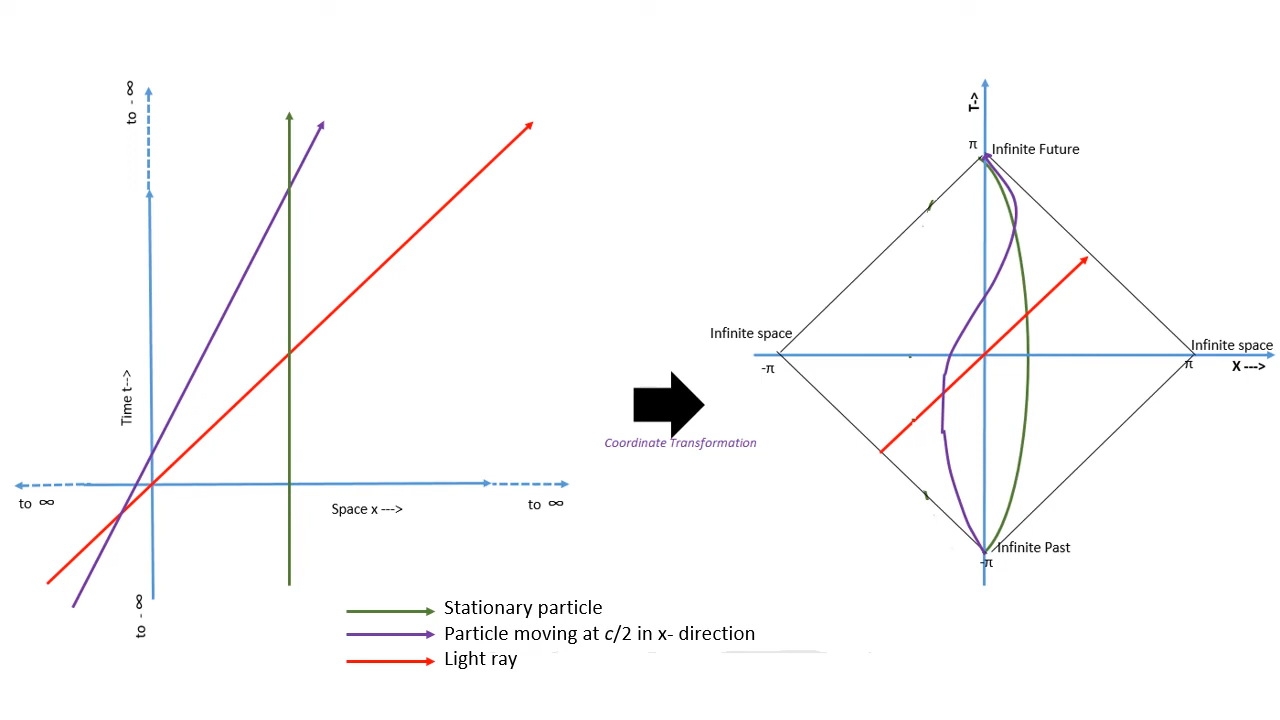 to - ∞
Time t-->
to ∞
Space x --->
to ∞
to - ∞
Coordinate Transformation
T->
π
Infinite Future
Infinite space
-π
Infinite space
π
X --->
Infinite Past
-π
Stationary particle
Particle moving at c/2 in x- direction
Light ray